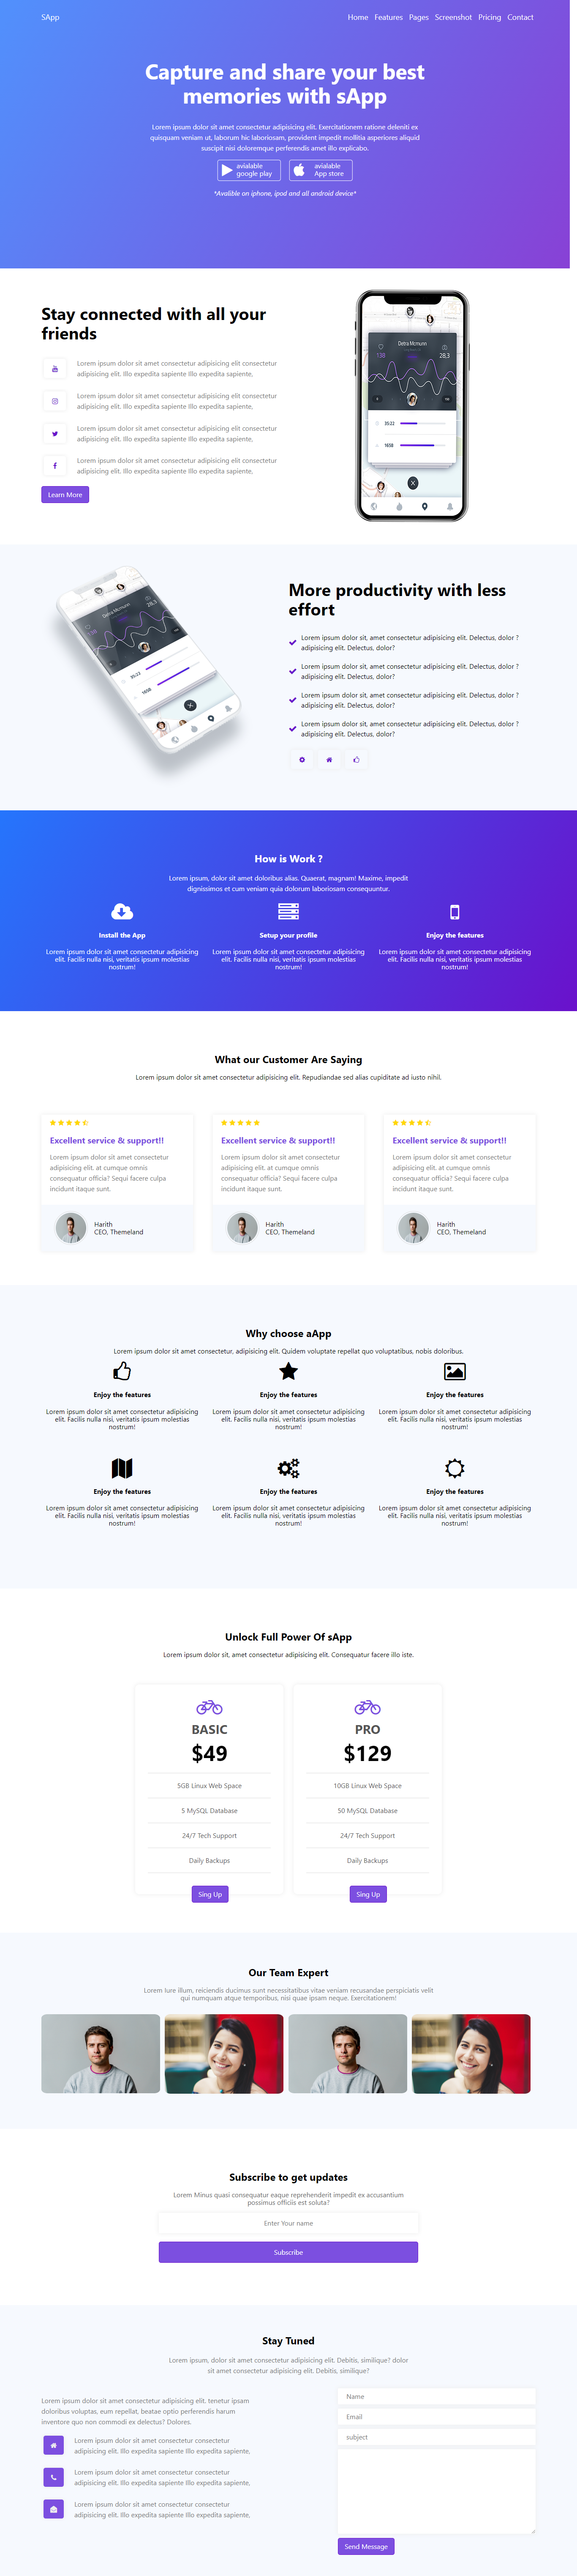 SApp
Home Features Pages Screenshot Pricing Contact
Capture and share your best
memories with sApp
Lorem ipsum dolor sit amet consectetur adipisicing elit. Exercitationem ratione deleniti ex
quisquam veniam ut, laborum hic laboriosam, provident impedit mollitia asperiores aliquid
suscipit nisi doloremque perferendis amet illo explicabo.
avialable
google play
avialable
App store
*Avalible on iphone, ipod and all android device*
Stay connected with all your
friends
Lorem ipsum dolor sit amet consectetur adipisicing elit consectetur
adipisicing elit. Illo expedita sapiente Illo expedita sapiente,
Lorem ipsum dolor sit amet consectetur adipisicing elit consectetur
adipisicing elit. Illo expedita sapiente Illo expedita sapiente,
Lorem ipsum dolor sit amet consectetur adipisicing elit consectetur
adipisicing elit. Illo expedita sapiente Illo expedita sapiente,
Lorem ipsum dolor sit amet consectetur adipisicing elit consectetur
adipisicing elit. Illo expedita sapiente Illo expedita sapiente,
Learn More
Detra Mcmunn
138
28,3
35:22
1658
Detra Mcmunn
138
28,3
35:22
1658
More productivity with less
effort
Lorem ipsum dolor sit, amet consectetur adipisicing elit. Delectus, dolor ?
adipisicing elit. Delectus, dolor?
Lorem ipsum dolor sit, amet consectetur adipisicing elit. Delectus, dolor ?
adipisicing elit. Delectus, dolor?
Lorem ipsum dolor sit, amet consectetur adipisicing elit. Delectus, dolor ?
adipisicing elit. Delectus, dolor?
Lorem ipsum dolor sit, amet consectetur adipisicing elit. Delectus, dolor ?
adipisicing elit. Delectus, dolor?
How is Work ?
Lorem ipsum, dolor sit amet doloribus alias. Quaerat, magnam! Maxime, impedit
dignissimos et cum veniam quia dolorum laboriosam consequuntur.
Install the App
Lorem ipsum dolor sit amet consectetur adipisicing
elit. Facilis nulla nisi, veritatis ipsum molestias
nostrum!
Setup your profile
Lorem ipsum dolor sit amet consectetur adipisicing
elit. Facilis nulla nisi, veritatis ipsum molestias
nostrum!
Enjoy the features
Lorem ipsum dolor sit amet consectetur adipisicing
elit. Facilis nulla nisi, veritatis ipsum molestias
nostrum!
What our Customer Are Saying
Lorem ipsum dolor sit amet consectetur adipisicing elit. Repudiandae sed alias cupiditate ad iusto nihil.
Excellent service & support!!
Lorem ipsum dolor sit amet consectetur
adipisicing elit. at cumque omnis
consequatur officia? Sequi facere culpa
incidunt itaque sunt.
Harith
CEO, Themeland
Excellent service & support!!
Lorem ipsum dolor sit amet consectetur
adipisicing elit. at cumque omnis
consequatur officia? Sequi facere culpa
incidunt itaque sunt.
Harith
CEO, Themeland
Excellent service & support!!
Lorem ipsum dolor sit amet consectetur
adipisicing elit. at cumque omnis
consequatur officia? Sequi facere culpa
incidunt itaque sunt.
Harith
CEO, Themeland
Why choose aApp
Lorem ipsum dolor sit amet consectetur, adipisicing elit. Quidem voluptate repellat quo voluptatibus, nobis doloribus.
Enjoy the features
Lorem ipsum dolor sit amet consectetur adipisicing
elit. Facilis nulla nisi, veritatis ipsum molestias
nostrum!
Enjoy the features
Lorem ipsum dolor sit amet consectetur adipisicing
elit. Facilis nulla nisi, veritatis ipsum molestias
nostrum!
Enjoy the features
Lorem ipsum dolor sit amet consectetur adipisicing
elit. Facilis nulla nisi, veritatis ipsum molestias
nostrum!
Enjoy the features
Lorem ipsum dolor sit amet consectetur adipisicing
elit. Facilis nulla nisi, veritatis ipsum molestias
nostrum!
Enjoy the features
Lorem ipsum dolor sit amet consectetur adipisicing
elit. Facilis nulla nisi, veritatis ipsum molestias
nostrum!
Enjoy the features
Lorem ipsum dolor sit amet consectetur adipisicing
elit. Facilis nulla nisi, veritatis ipsum molestias
nostrum!
Unlock Full Power Of sApp
Lorem ipsum dolor sit, amet consectetur adipisicing elit. Consequatur facere illo iste.
BASIC
$49
5GB Linux Web Space
5 MySQL Database
24/7 Tech Support
Daily Backups
Sing Up
PRO
$129
10GB Linux Web Space
50 MySQL Database
24/7 Tech Support
Daily Backups
Sing Up
Our Team Expert
Lorem Iure illum, reiciendis ducimus sunt necessitatibus vitae veniam recusandae perspiciatis velit
qui numquam atque temporibus, nisi quae ipsam neque. Exercitationem!
Subscribe to get updates
Lorem Minus quasi consequatur eaque reprehenderit impedit ex accusantium
possimus officiis est soluta?
Enter Your name
Subscribe
Stay Tuned
Lorem ipsum, dolor sit amet consectetur adipisicing elit. Debitis, similique? dolor
sit amet consectetur adipisicing elit. Debitis, similique?
Lorem ipsum dolor sit amet consectetur adipisicing elit. tenetur ipsam
doloribus voluptas, eum repellat, beatae optio perferendis harum
inventore quo non commodi ex delectus? Dolores.
Lorem ipsum dolor sit amet consectetur consectetur
adipisicing elit. Illo expedita sapiente Illo expedita sapiente,
Lorem ipsum dolor sit amet consectetur consectetur
adipisicing elit. Illo expedita sapiente Illo expedita sapiente,
Lorem ipsum dolor sit amet consectetur consectetur
adipisicing elit. Illo expedita sapiente Illo expedita sapiente,
Name
Email
subject
Send Message